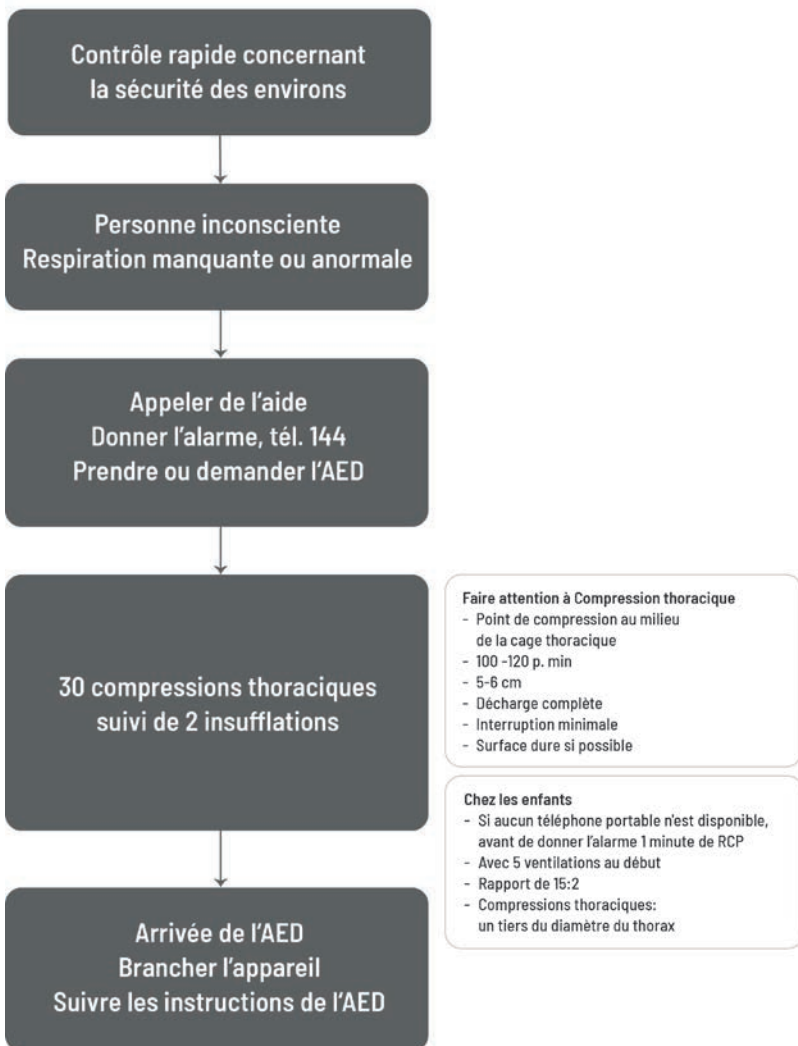 Contrôle rapide concernant
la sécurité des environs
Personne inconsciente
Respiration manquante ou anormale
Appeler de l'aide
Donner l'alarme, tél. 144
Prendre ou demander l'AED
30 compressions thoraciques
suivi de 2 insufflations
Faire attention à Compression thoracique
- Point de compression au milieu
de la cage thoracique
- 100 -120 p. min
- 5-6 cm
- Décharge complète
- Interruption minimale
- Surface dure si possible
Chez les enfants
- Si aucun téléphone portable n'est disponible,
avant de donner l'alarme 1 minute de RCP
- Avec 5 ventilations au début
- Rapport de 15:2
- Compressions thoraciques:
un tiers du diamètre du thorax
Arrivée de l'AED
Brancher l'appareil
Suivre les instructions de l'AED